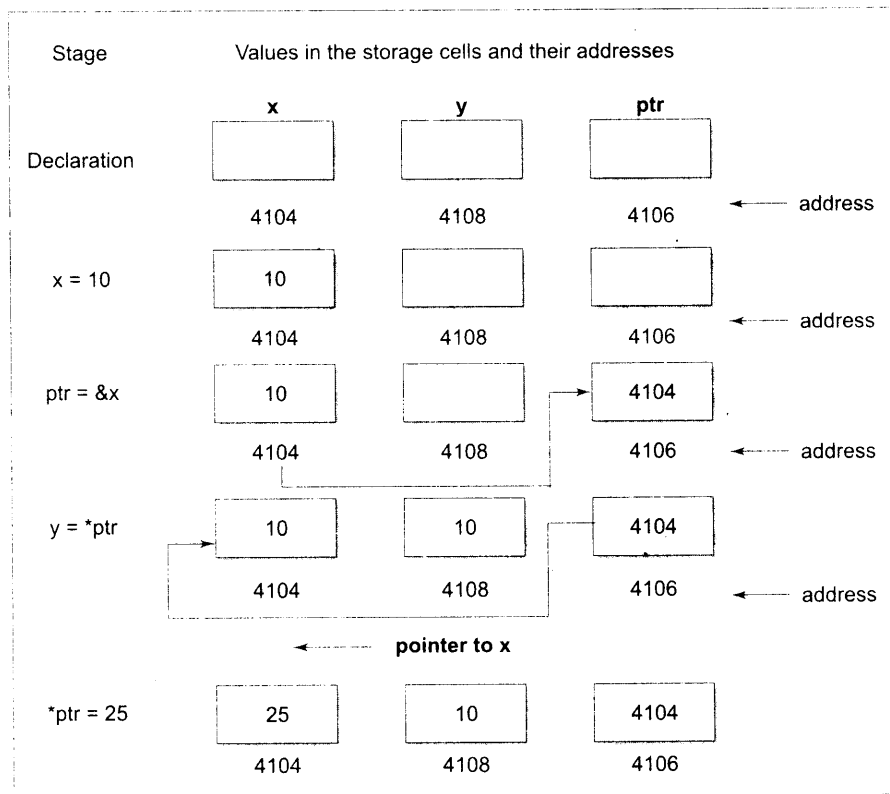 Stage Values in the storage cells and their addresses
x y ptr
Declaration
4104 4108 4106 address
x = 10 10
4104 4108 4106 address
ptr = &x 10 4104
4104 4108 4106 address
y = *ptr 10 10 4104
4104 4108 4106 address
pointer to x
*ptr = 25 25 10 4104
4104 4108 4106